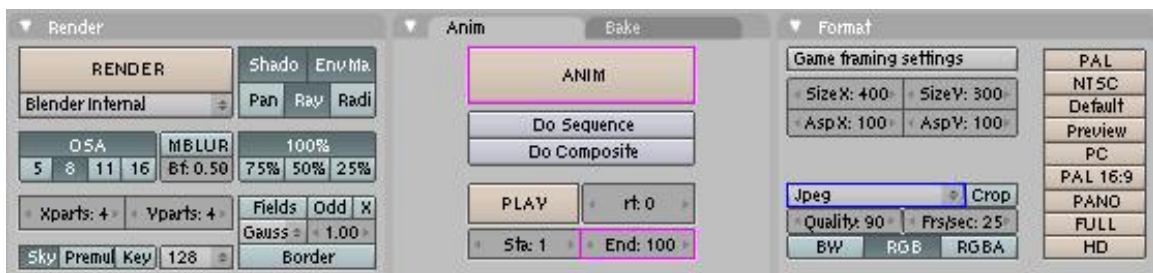 Render
RENDER
Blender Internal
Shado EnvMa
Pan Ray Radi
OSA MBLUR 100%
5 8 11 16 Bf: 0.50 75% 50% 25%
Xparts: 4 Yparts: 4 Fields Odd X
Gauss 1.00
Sky Premul Key 128 Border
Anim Bake
ANIM
Do Sequence
Do Composite
PLAY rt: 0
Sta: 1 End: 100
Format
Game framing settings
SizeX: 400 SizeY: 300
AspX: 100 AspY: 100
Jpeg Crop
Quality: 90 Frs/sec: 25
BW RGB RGBA
PAL
NTSC
Default
Preview
PC
PAL 16:9
PANO
FULL
HD